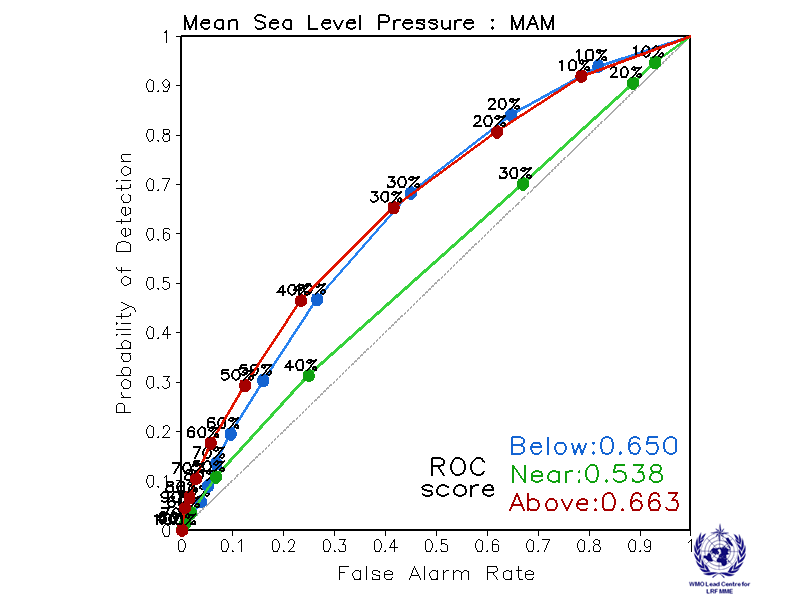 Mean Sea Level Pressure : MAM
1
0.9
0.8
0.7
0.6
0.5
0.4
0.3
0.2
0.1
0
Probability of Detection
10%
10%
10%
20%
20%
20%
30%
30%
30%
40%
40%
50%
60%
60%
70%
ROC
score
Below:0.650
Near:0.538
Above:0.663
0 0.1 0.2 0.3 0.4 0.5 0.6 0.7 0.8 0.9 1
False Alarm Rate
WMO Lead Centre for
LRF MME